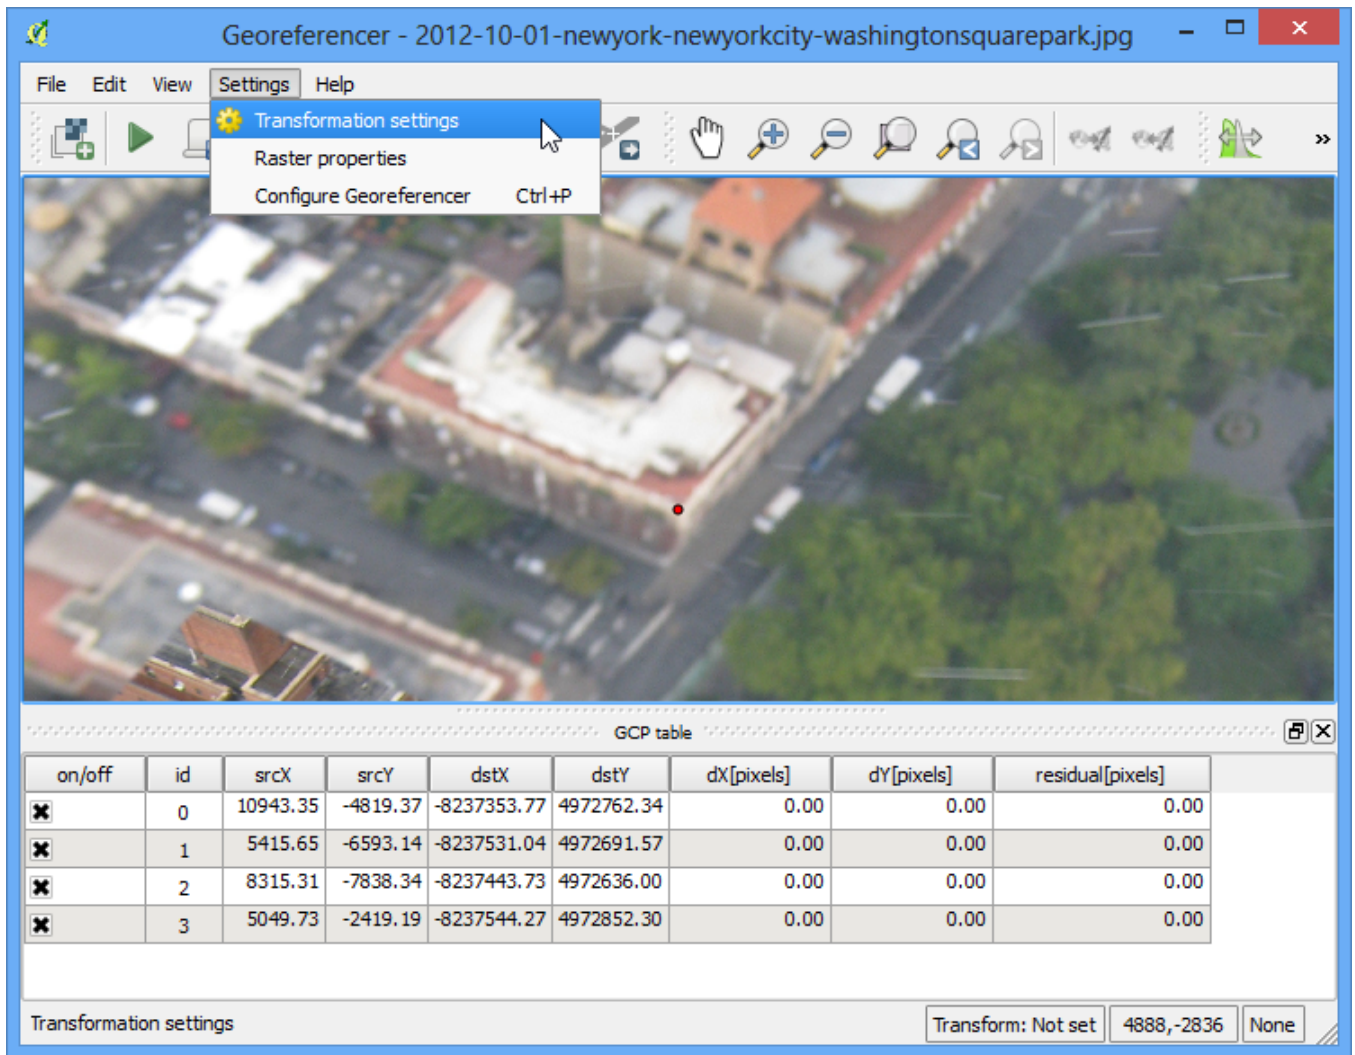 Georeferencer - 2012-10-01-newyork-newyorkcity-washingtonsquarepark.jpg
File Edit View Settings Help
Transformation settings
Raster properties
Configure Georeferencer Ctrl+P
GCP table
on/off id srcX srcY dstX dstY dX[pixels] dY[pixels] residual[pixels]
0 10943.35 -4819.37 -8237353.77 4972762.34 0.00 0.00 0.00
1 5415.65 -6593.14 -8237531.04 4972691.57 0.00 0.00 0.00
2 8315.31 -7838.34 -8237443.73 4972636.00 0.00 0.00 0.00
3 5049.73 -2419.19 -8237544.27 4972852.30 0.00 0.00 0.00
Transformation settings Transform: Not set 4888,-2836 None